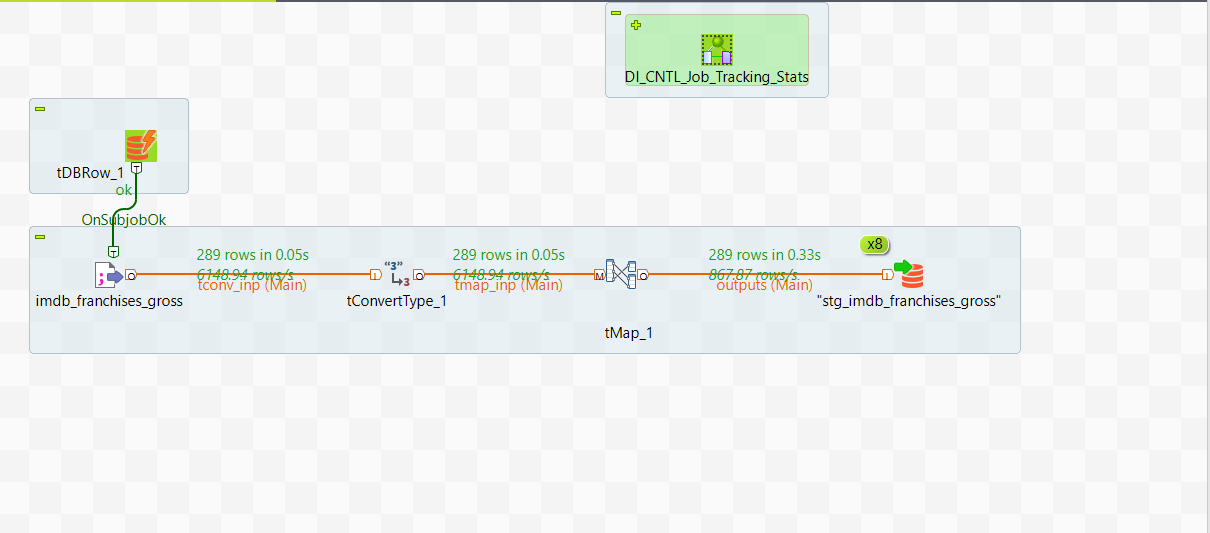 DI_CNTL_Job_Tracking_Stats
tDBRow_1
T
ok
OnSubjobOk
T
289 rows in 0.05s
6148.94 rows/s
tconv_inp (Main)
289 rows in 0.05s
6148.94 rows/s
tmap_inp (Main)
289 rows in 0.33s
867.87 rows/s
outputs (Main)
x8
O
I
"3"
3
O
M
O
I
imdb_franchises_gross
tConvertType_1
"stg_imdb_franchises_gross"
tMap_1